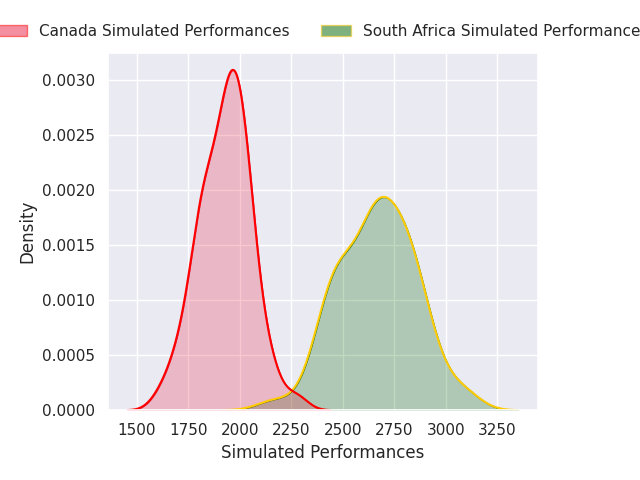 Canada Simulated Performances South Africa Simulated Performance
0.0030
0.0025
0.0020
0.0015
0.0010
0.0005
0.0000
Density
1500 1750 2000 2250 2500 2750 3000 3250
Simulated Performances